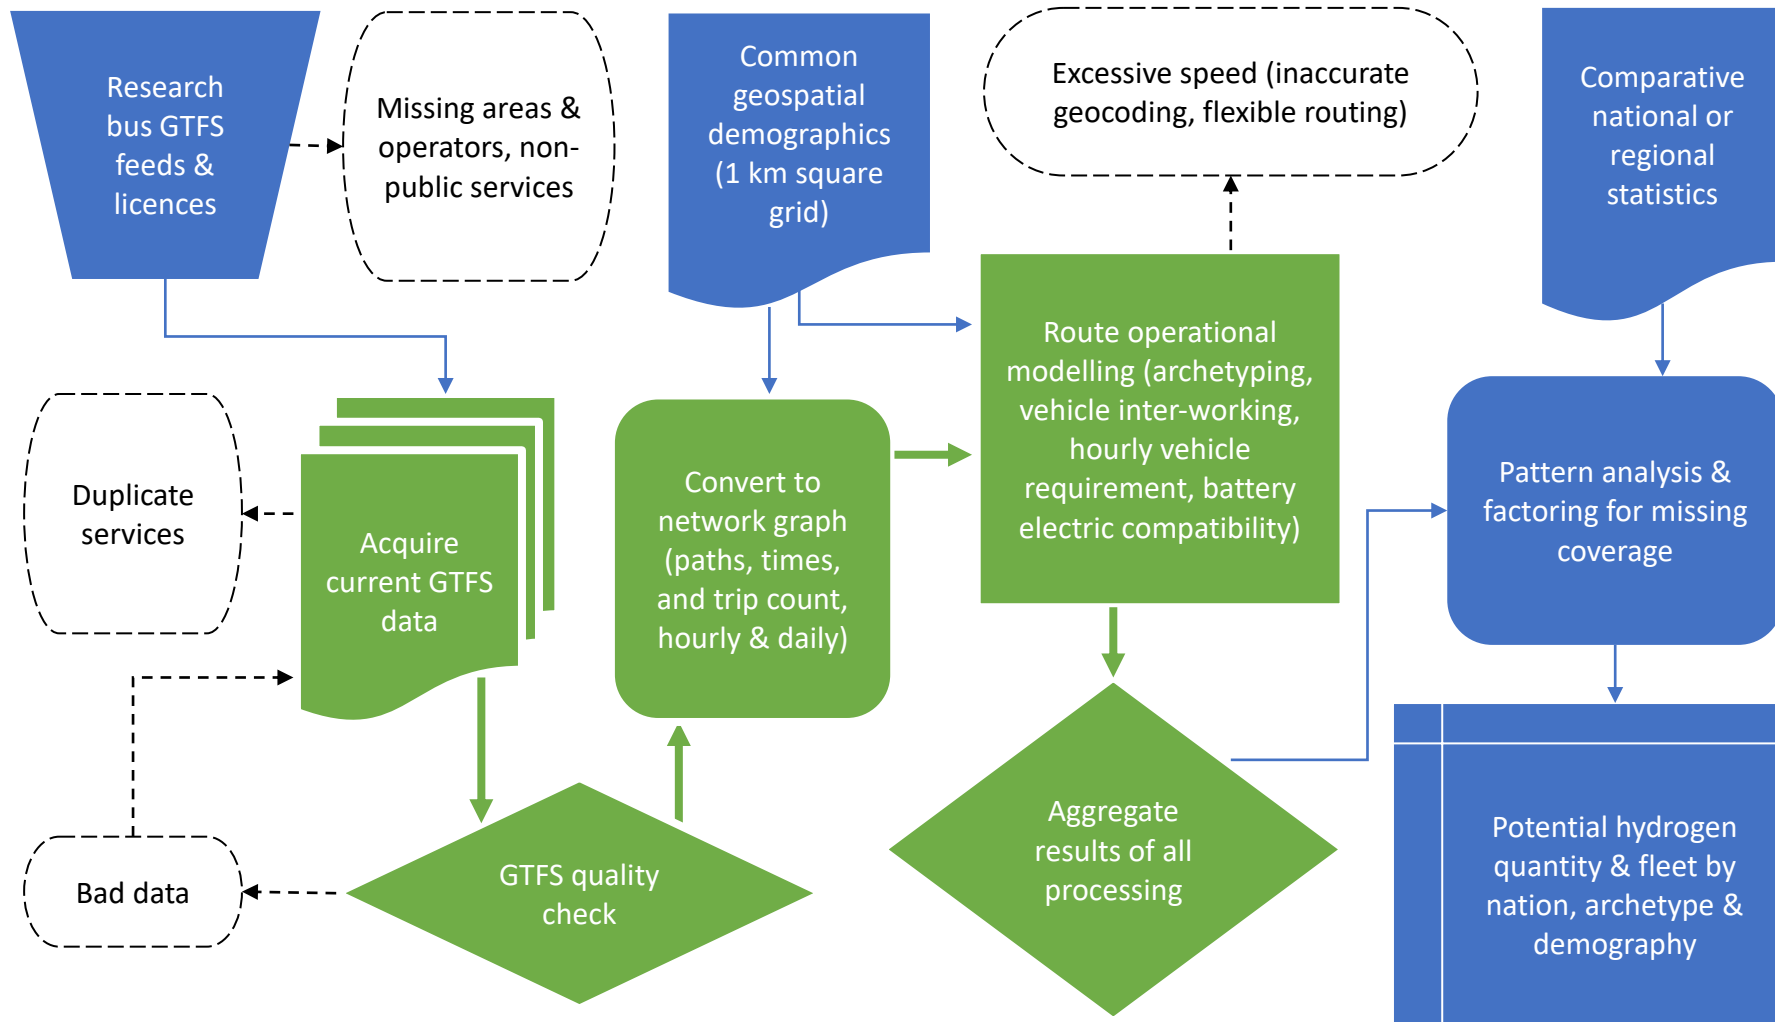 Research
bus GTFS
feeds &
licences
Missing areas &
operators, non-
public services
Common
geospatial
demographics
(1 km square
grid)
Excessive speed (inaccurate
geocoding, flexible routing)
Comparative
national or
regional
statistics
Duplicate
services
Acquire
current GTFS
data
Convert to
network graph
(paths, times,
and trip count,
hourly & daily)
Route operational
modelling (archetyping,
vehicle inter-working,
hourly vehicle
requirement, battery
electric compatibility)
Pattern analysis &
factoring for missing
coverage
Bad data
GTFS quality
check
Aggregate
results of all
processing
Potential hydrogen
quantity & fleet by
nation, archetype &
demography